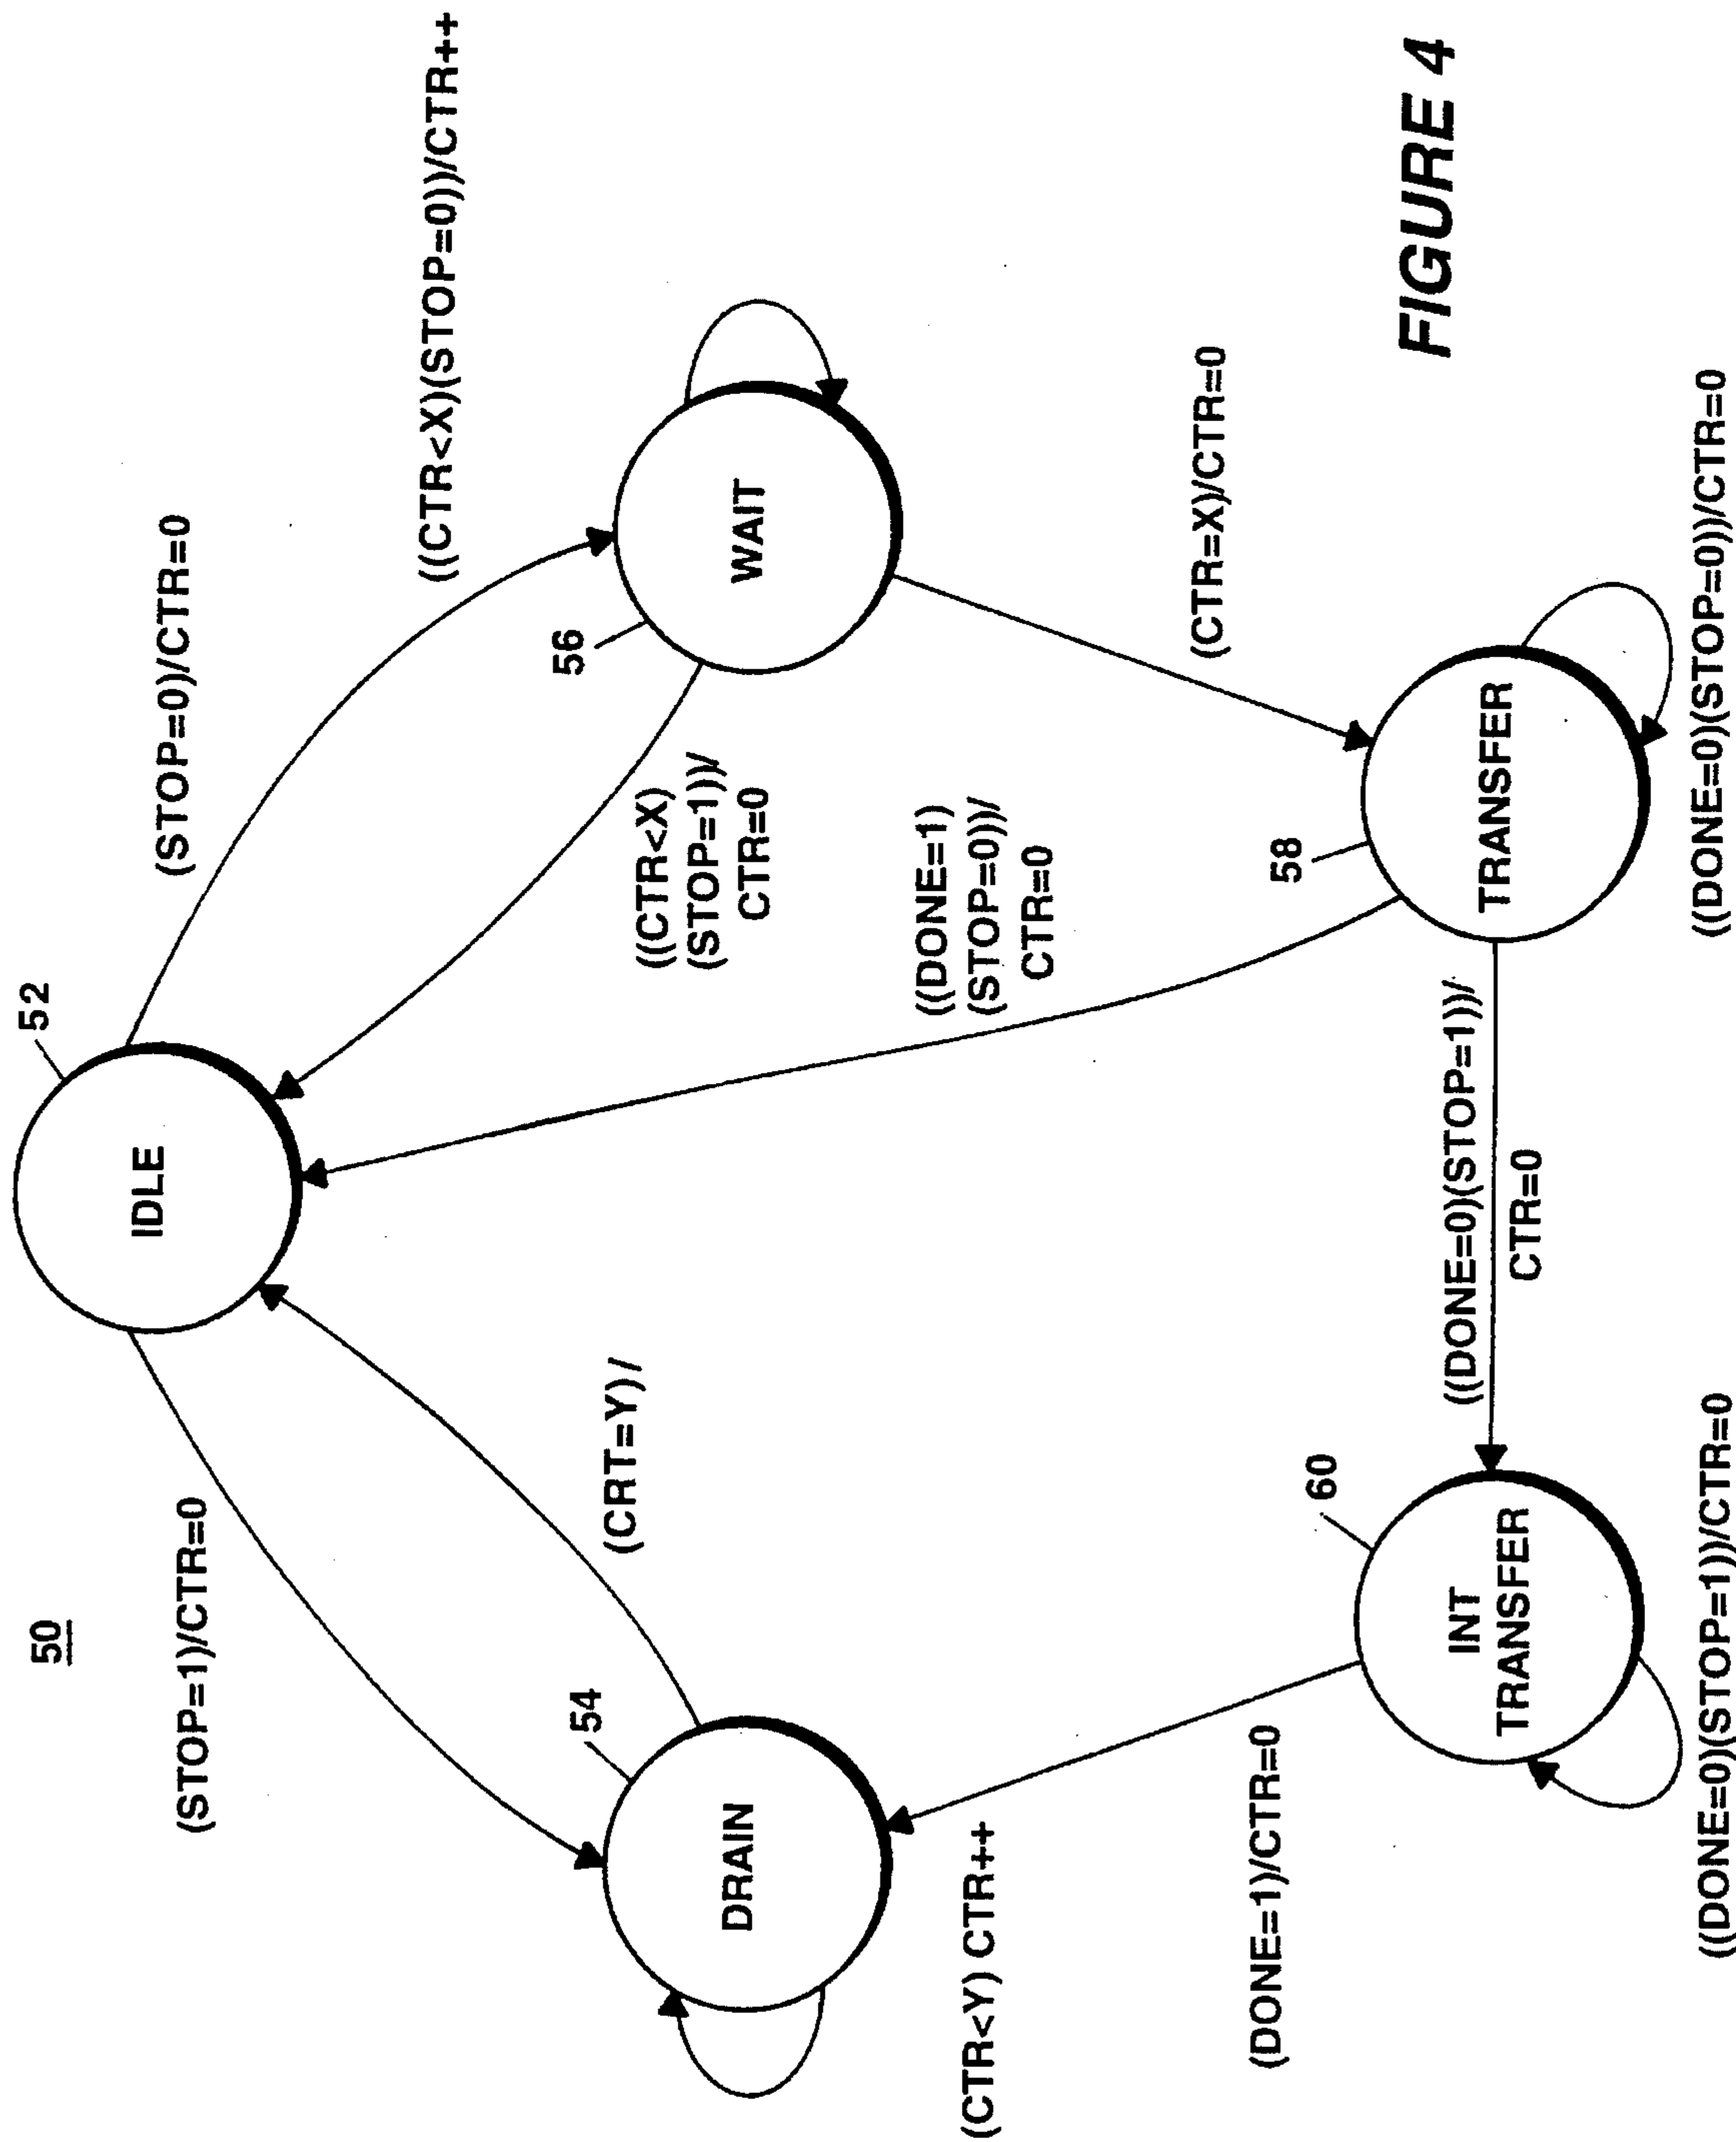 50
52
IDLE
(STOP=1)/CTR=0
(STOP=0)/CTR=0
((CTR<X)(STOP=0))/CTR++
54
DRAIN
(CRT=Y)/
56
WAIT
((CTR<X)
(STOP=1))/
CTR=0
((DONE=1)
(STOP=0))/
CTR=0
(CTR<Y) CTR++
(DONE=1)/CTR=0
(CTR=X)/CTR=0
60
INT
TRANSFER
((DONE=0)(STOP=1))/
CTR=0
58
TRANSFER
((DONE=0)(STOP=1))/CTR=0
((DONE=0)(STOP=0))/CTR=0
FIGURE 4